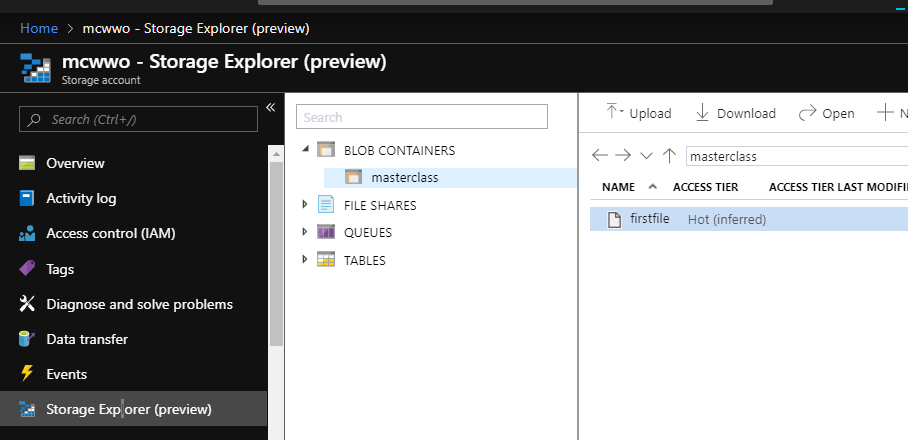 Home > mcwwo - Storage Explorer (preview)
mcwwo - Storage Explorer (preview)
Storage account
Search (Ctrl+/)
Overview
Activity log
Access control (IAM)
Tags
Diagnose and solve problems
Data transfer
Events
Storage Explorer (preview)
Search
BLOB CONTAINERS
masterclass
FILE SHARES
QUEUES
TABLES
Upload Download Open N
masterclass
NAME ACCESS TIER ACCESS TIER LAST MODIFI
firstfile Hot (inferred)